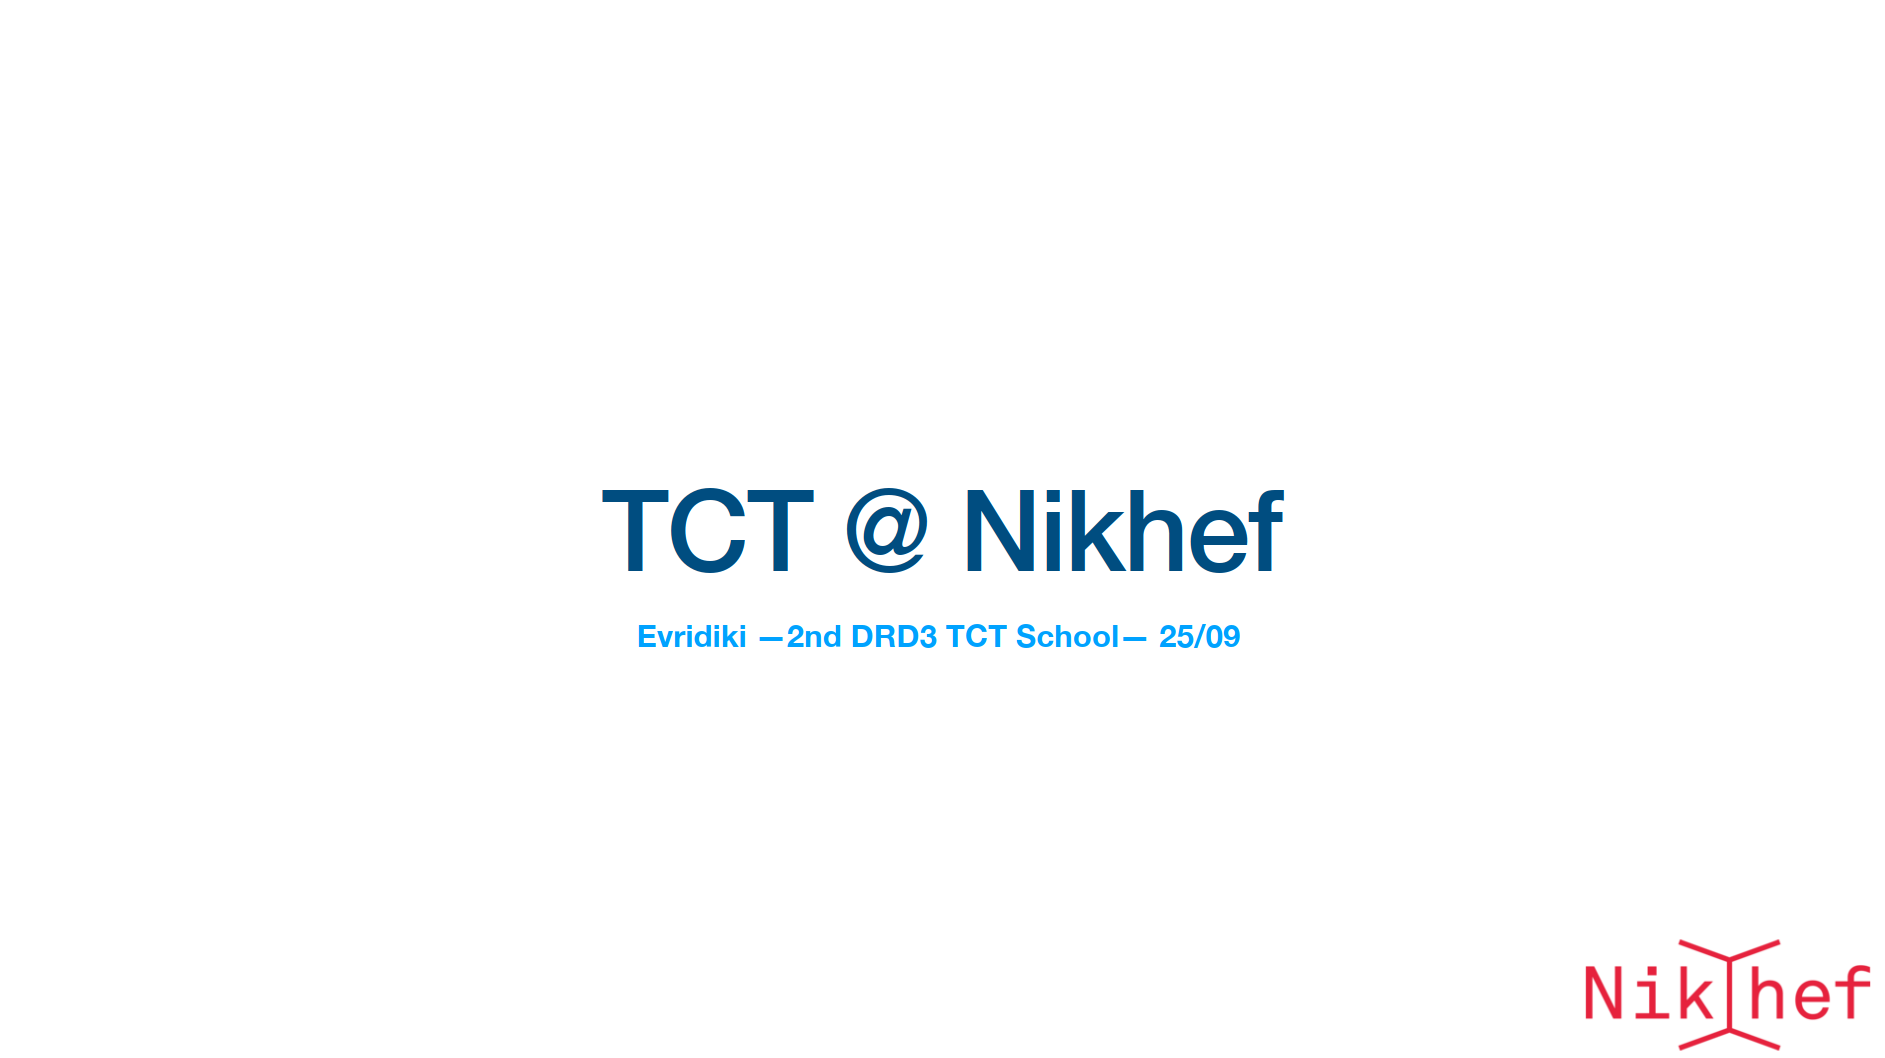 TCT @ Nikhef
Evridiki —2nd DRD3 TCT School— 25/09
Nikhef